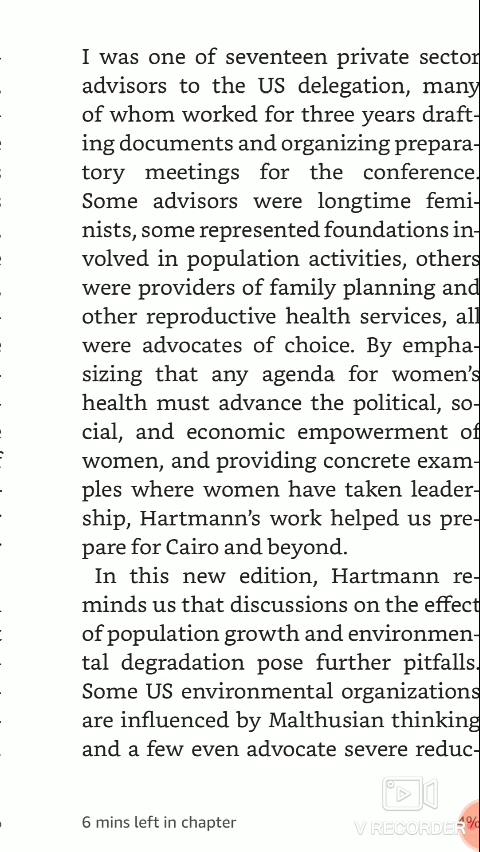 I was one of seventeen private sector
advisors to the US delegation, many
of whom worked for three years draft-
ing documents and organizing prepara-
tory meetings for the conference.
Some advisors were longtime femi-
nists, some represented foundations in-
volved in population activities, others
were providers of family planning and
other reproductive health services, all
were advocates of choice. By empha-
sizing that any agenda for women's
health must advance the political, so-
cial, and economic empowerment of
women, and providing concrete exam-
ples where women have taken leader-
ship, Hartmann's work helped us pre-
pare for Cairo and beyond.
In this new edition, Hartmann re-
minds us that discussions on the effect
of population growth and environmen-
tal degradation pose further pitfalls.
Some US environmental organizations
are influenced by Malthusian thinking
and a few even advocate severe reduc-
6 mins left in chapter 4%
V RECORDER